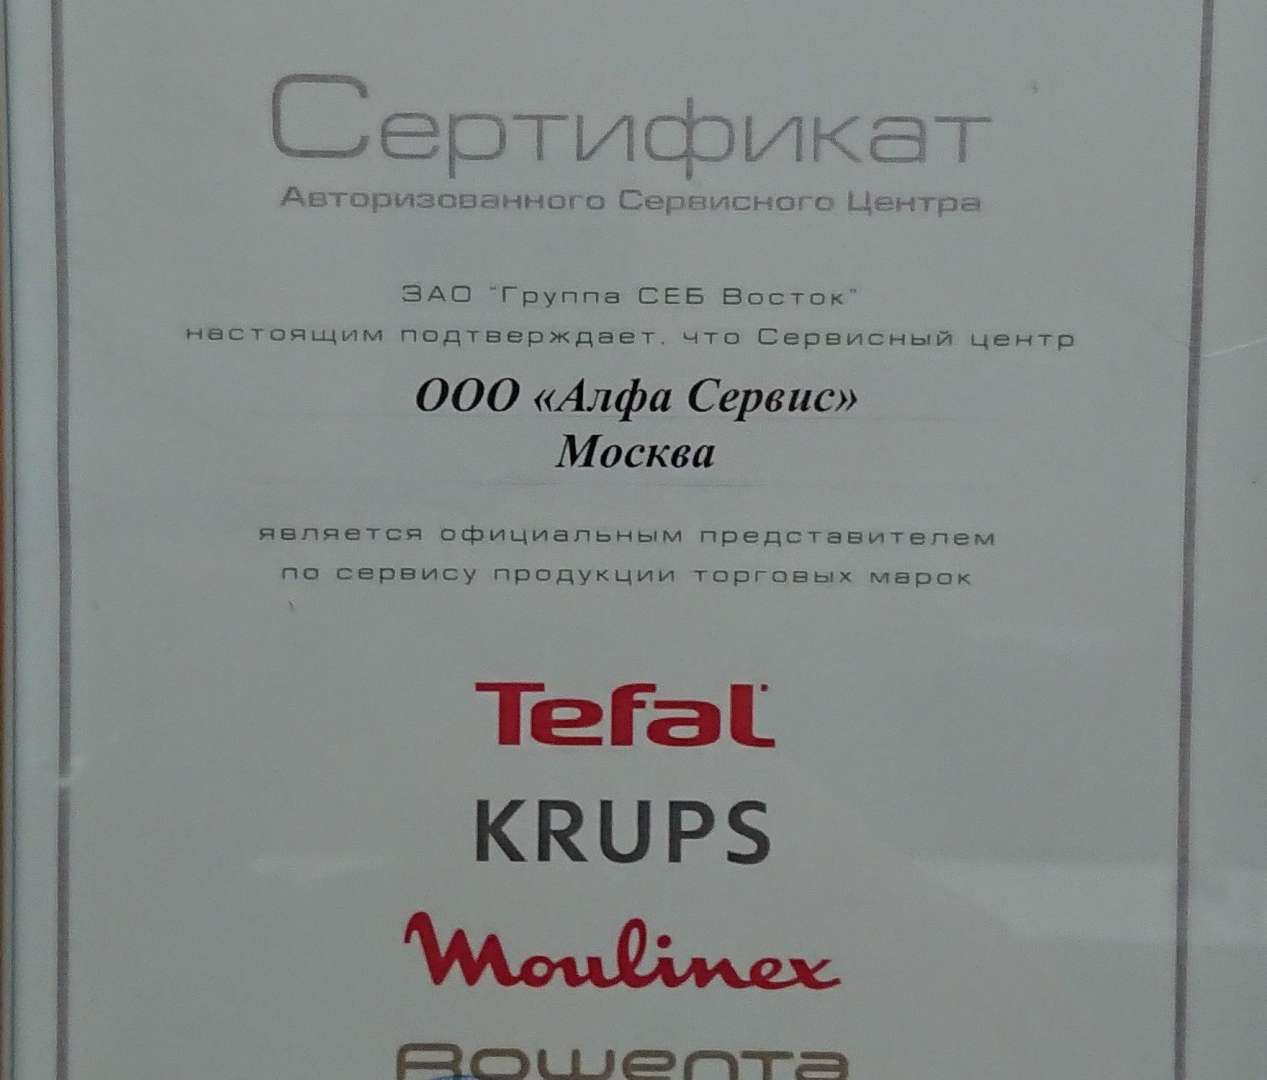 Сертификат
Авторизованного Сервисного Центра
ЗАО "Группа СЕБ Восток"
настоящим подтверждает, что Сервисный центр
ООО «Алфа Сервис»
Москва
является официальным представителем
по сервису продукции торговых марок
Tefal
KRUPS
Moulinex
Rowenta